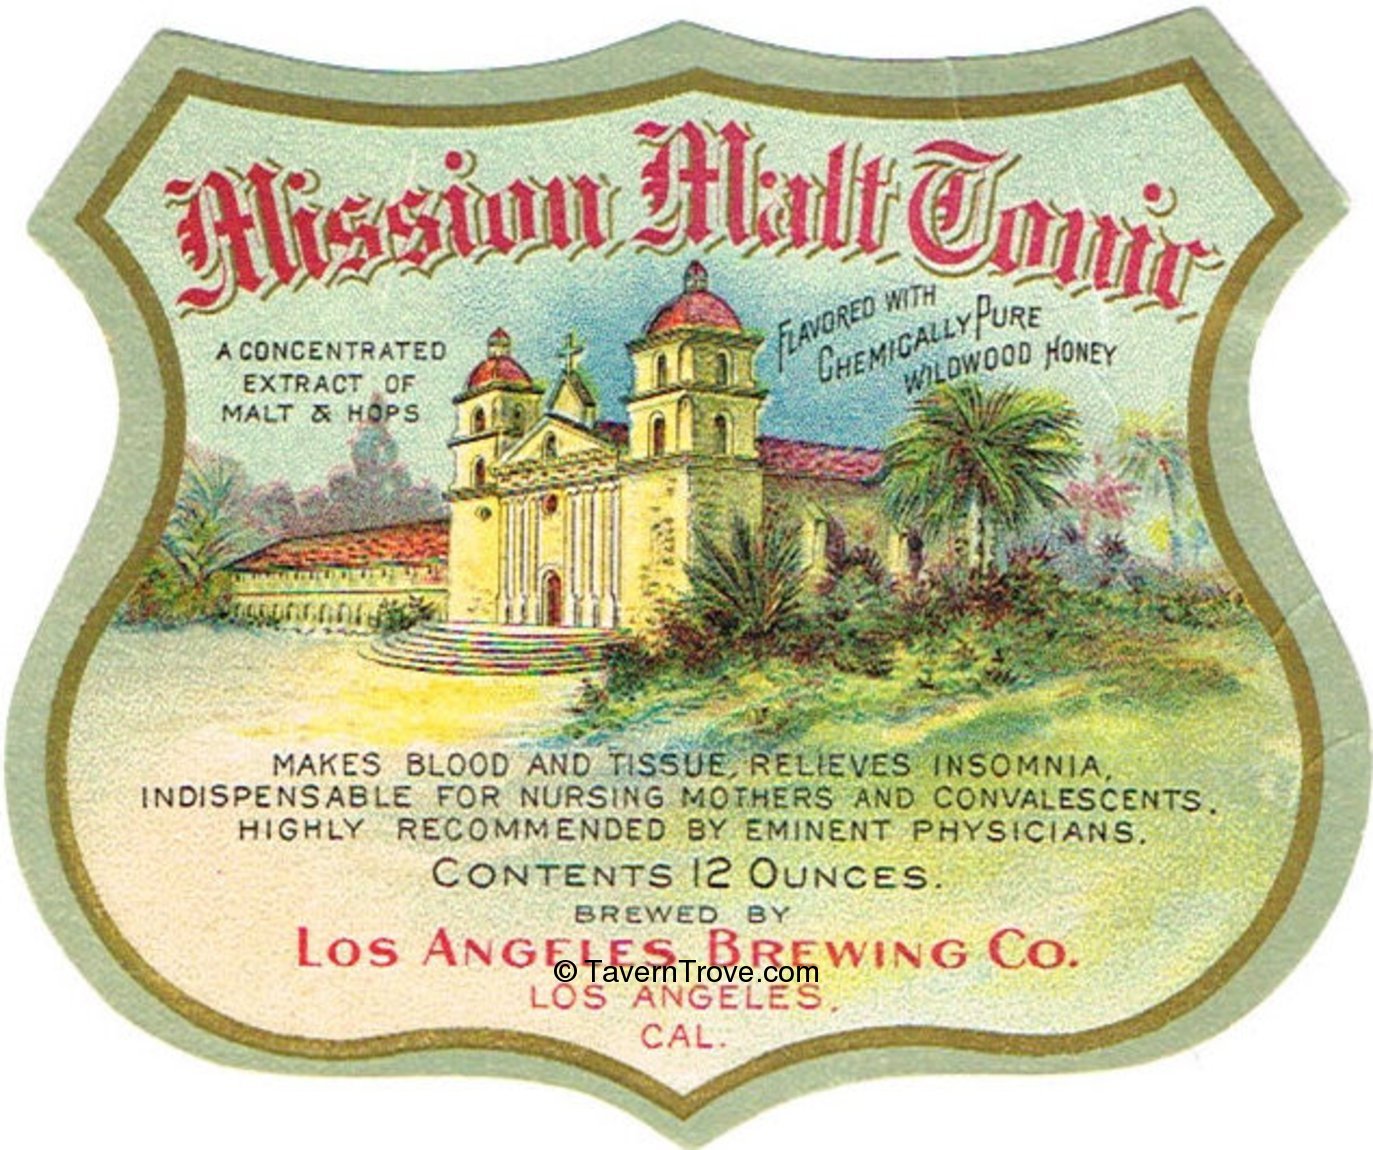 Mission Malt Tonic
A CONCENTRATED
EXTRACT OF
MALT & HOPS
FLAVORED WITH
CHEMICALLY PURE
WILDWOOD HONEY
MAKES BLOOD AND TISSUE, RELIEVES INSOMNIA,
INDISPENSABLE FOR NURSING MOTHERS AND CONVALESCENTS.
HIGHLY RECOMMENDED BY EMINENT PHYSICIANS.
CONTENTS 12 OUNCES.
BREWED BY
LOS ANGELES BREWING CO.
© TavernTrove.com
LOS ANGELES,
CAL.